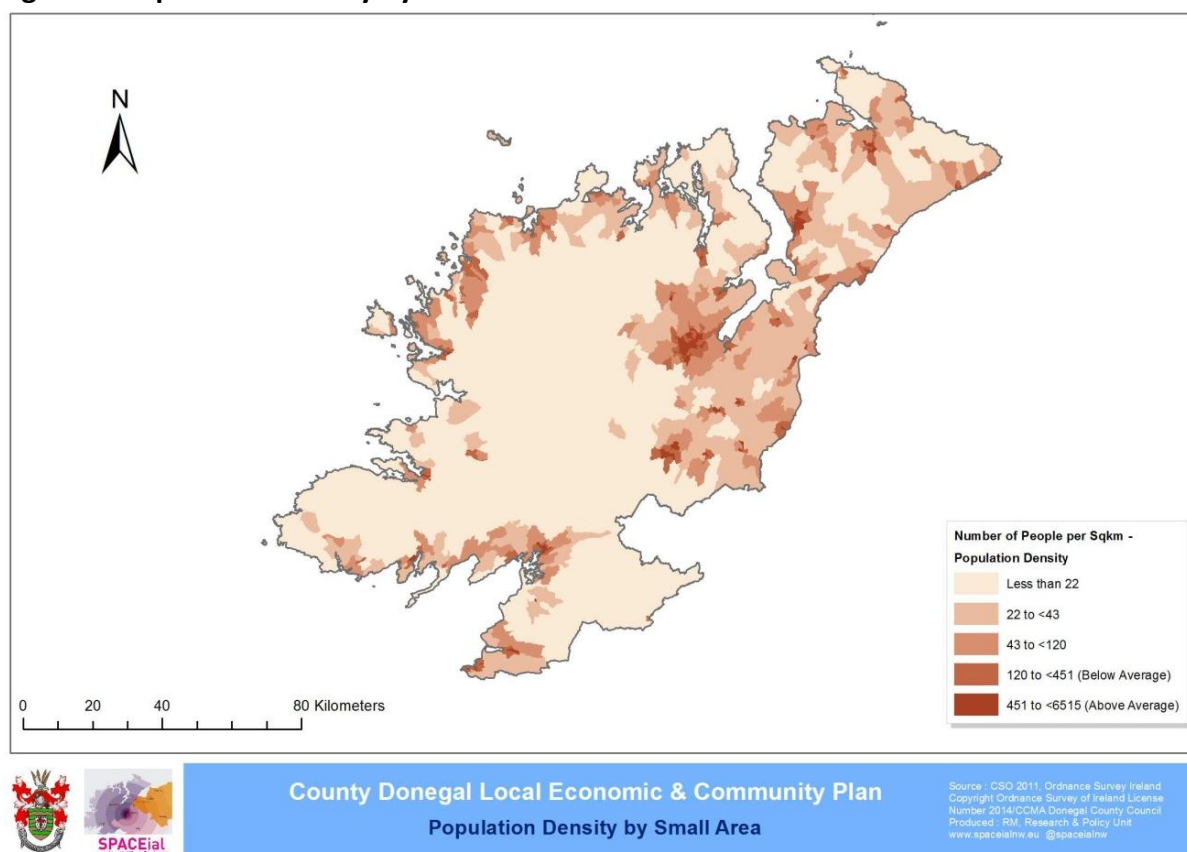 N
0 20 40 80 Kilometers
Number of People per Sqkm -
Population Density
Less than 22
22 to <43
43 to <120
120 to <451 (Below Average)
451 to <6515 (Above Average)
SPACEial
County Donegal Local Economic & Community Plan
Population Density by Small Area
Source : CSO 2011, Ordnance Survey Ireland
Copyright Ordnance Survey of Ireland License
Number 2014/CCMA Donegal County Council
Produced : RM, Research & Policy Unit
www.spaceialnw.eu @spaceialnw